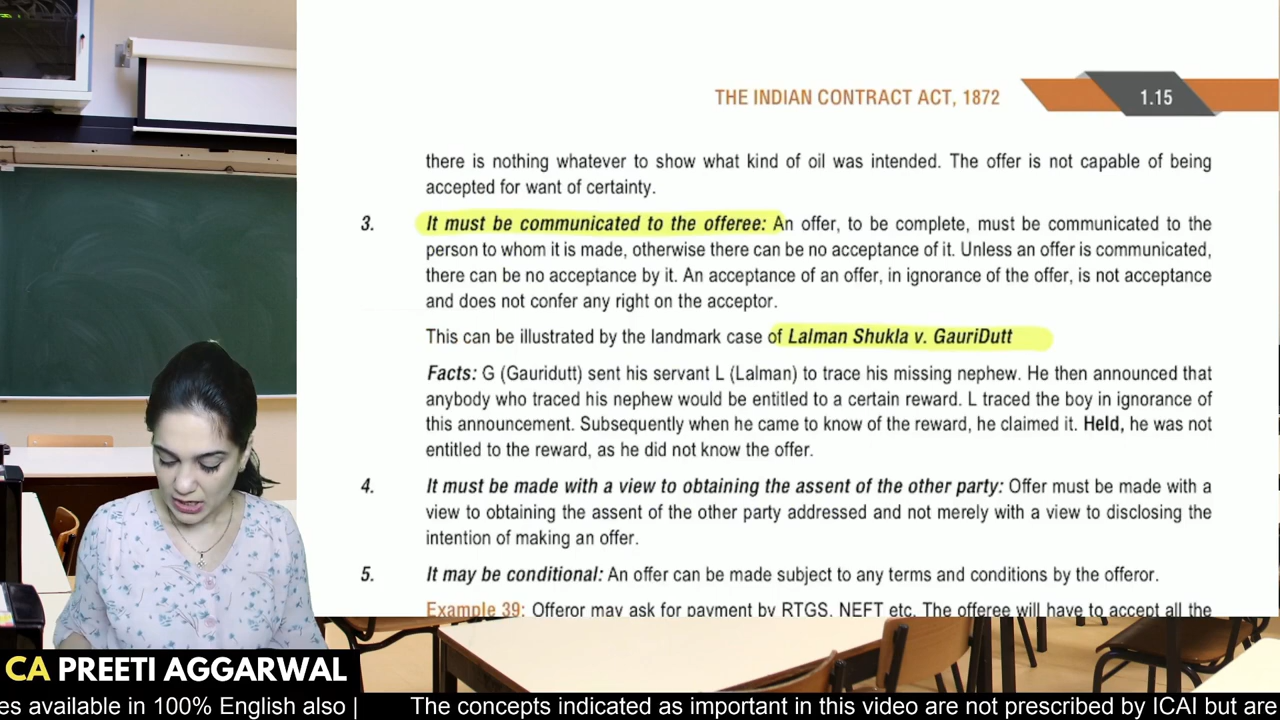 THE INDIAN CONTRACT ACT, 1872
1.15
there is nothing whatever to show what kind of oil was intended. The offer is not capable of being
accepted for want of certainty.
3. It must be communicated to the offeree: An offer, to be complete, must be communicated to the
person to whom it is made, otherwise there can be no acceptance of it. Unless an offer is communicated,
there can be no acceptance by it. An acceptance of an offer, in ignorance of the offer, is not acceptance
and does not confer any right on the acceptor.
This can be illustrated by the landmark case of Lalman Shukla v. GauriDutt
Facts: G (Gauridutt) sent his servant L (Lalman) to trace his missing nephew. He then announced that
anybody who traced his nephew would be entitled to a certain reward. L traced the boy in ignorance of
this announcement. Subsequently when he came to know of the reward, he claimed it. Held, he was not
entitled to the reward, as he did not know the offer.
4. It must be made with a view to obtaining the assent of the other party: Offer must be made with a
view to obtaining the assent of the other party addressed and not merely with a view to disclosing the
intention of making an offer.
5. It may be conditional: An offer can be made subject to any terms and conditions by the offeror.
Example 39: Offeror may ask for payment by RTGS, NEFT etc. The offeree will have to accept all the
CA PREETI AGGARWAL
es available in 100% English also | The concepts indicated as important in this video are not prescribed by ICAI but are